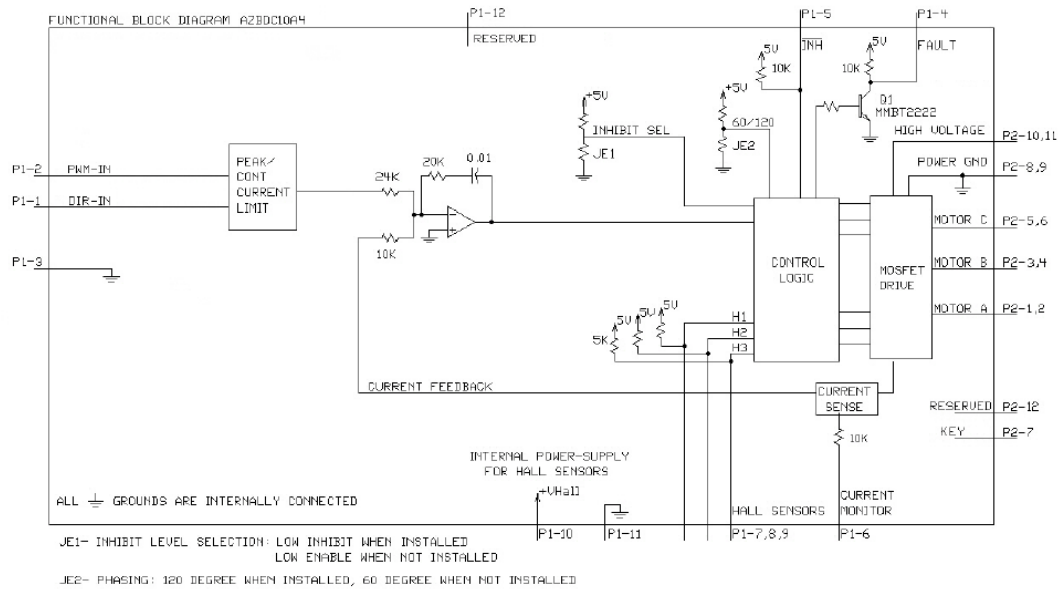 FUNCTIONAL BLOCK DIAGRAM AZBDC10A4
P1-12
RESERVED
P1-5
INH
P1-4
FAULT
5V
10K
5V
10K
Q1
MMBT2222
+5V
INHIBIT SEL
JE1
+5V
60/120
JE2
HIGH VOLTAGE
P2-10,11
POWER GND
P2-8,9
P1-2
PWM-IN
P1-1
DIR-IN
PEAK/
CONT
CURRENT
LIMIT
24K
20K
0.01
10K
P1-3
MOTOR C
P2-5,6
MOTOR B
P2-3,4
MOTOR A
P2-1,2
CONTROL
LOGIC
MOSFET
DRIVE
5V
5V
5V
5K
H1
H2
H3
CURRENT FEEDBACK
CURRENT
SENSE
10K
RESERVED
P2-12
KEY
P2-7
INTERNAL POWER-SUPPLY
FOR HALL SENSORS
+VHall
ALL GROUNDS ARE INTERNALLY CONNECTED
HALL SENSORS
CURRENT
MONITOR
P1-10
P1-11
P1-7,8,9
P1-6
JE1- INHIBIT LEVEL SELECTION: LOW INHIBIT WHEN INSTALLED
LOW ENABLE WHEN NOT INSTALLED
JE2- PHASING: 120 DEGREE WHEN INSTALLED, 60 DEGREE WHEN NOT INSTALLED